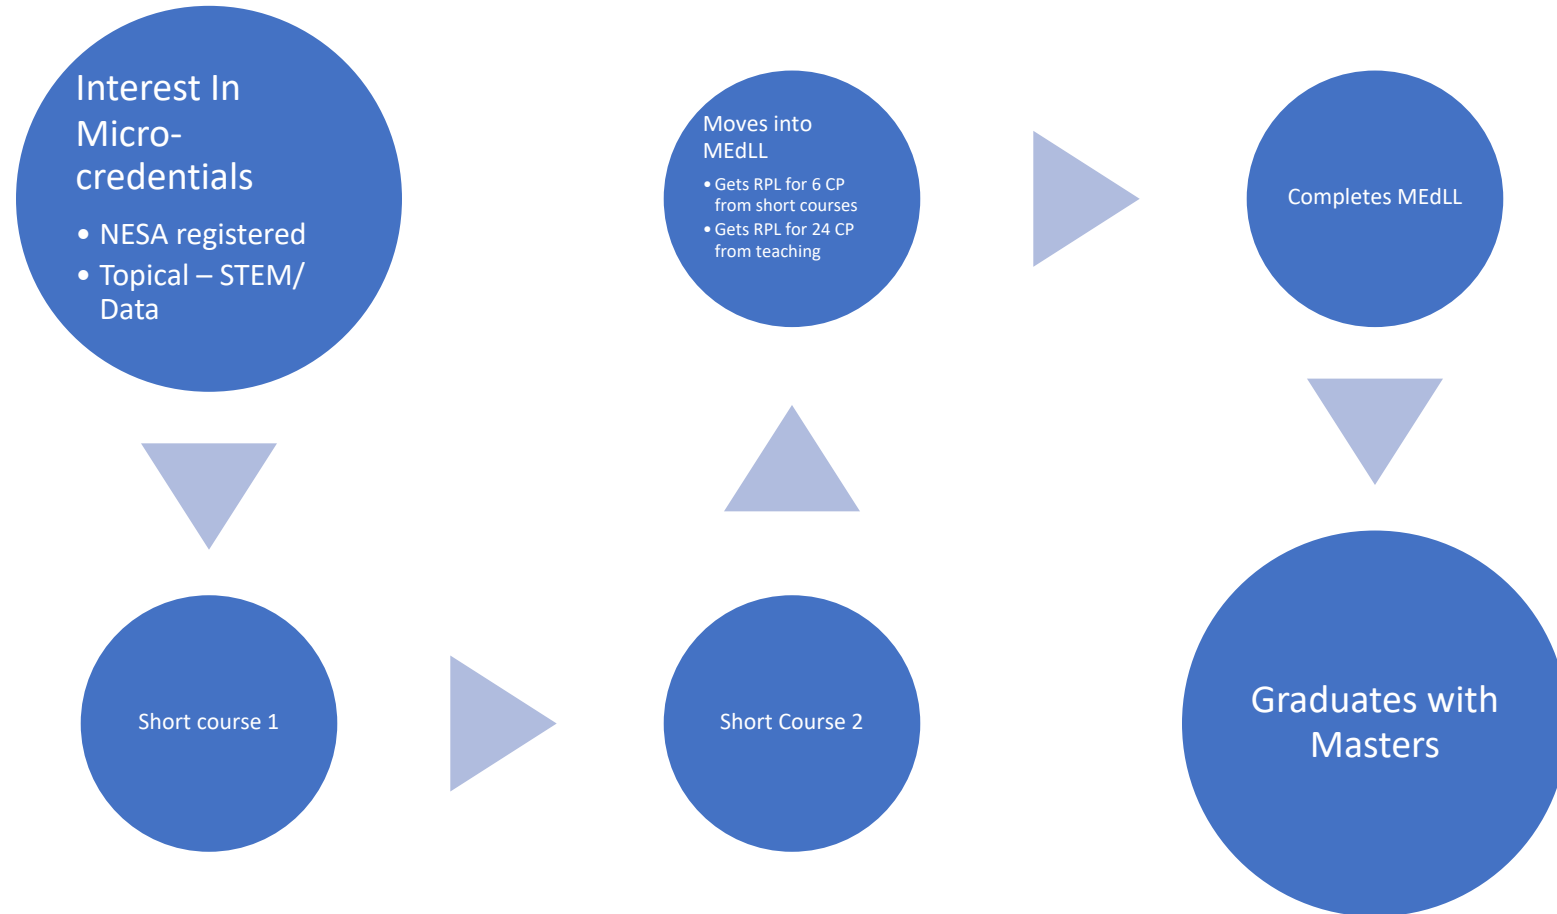 Interest In
Micro-
credentials
• NESA registered
• Topical – STEM/
Data
Short course 1
Short Course 2
Moves into
MEdLL
• Gets RPL for 6 CP
from short courses
• Gets RPL for 24 CP
from teaching
Completes MEdLL
Graduates with
Masters